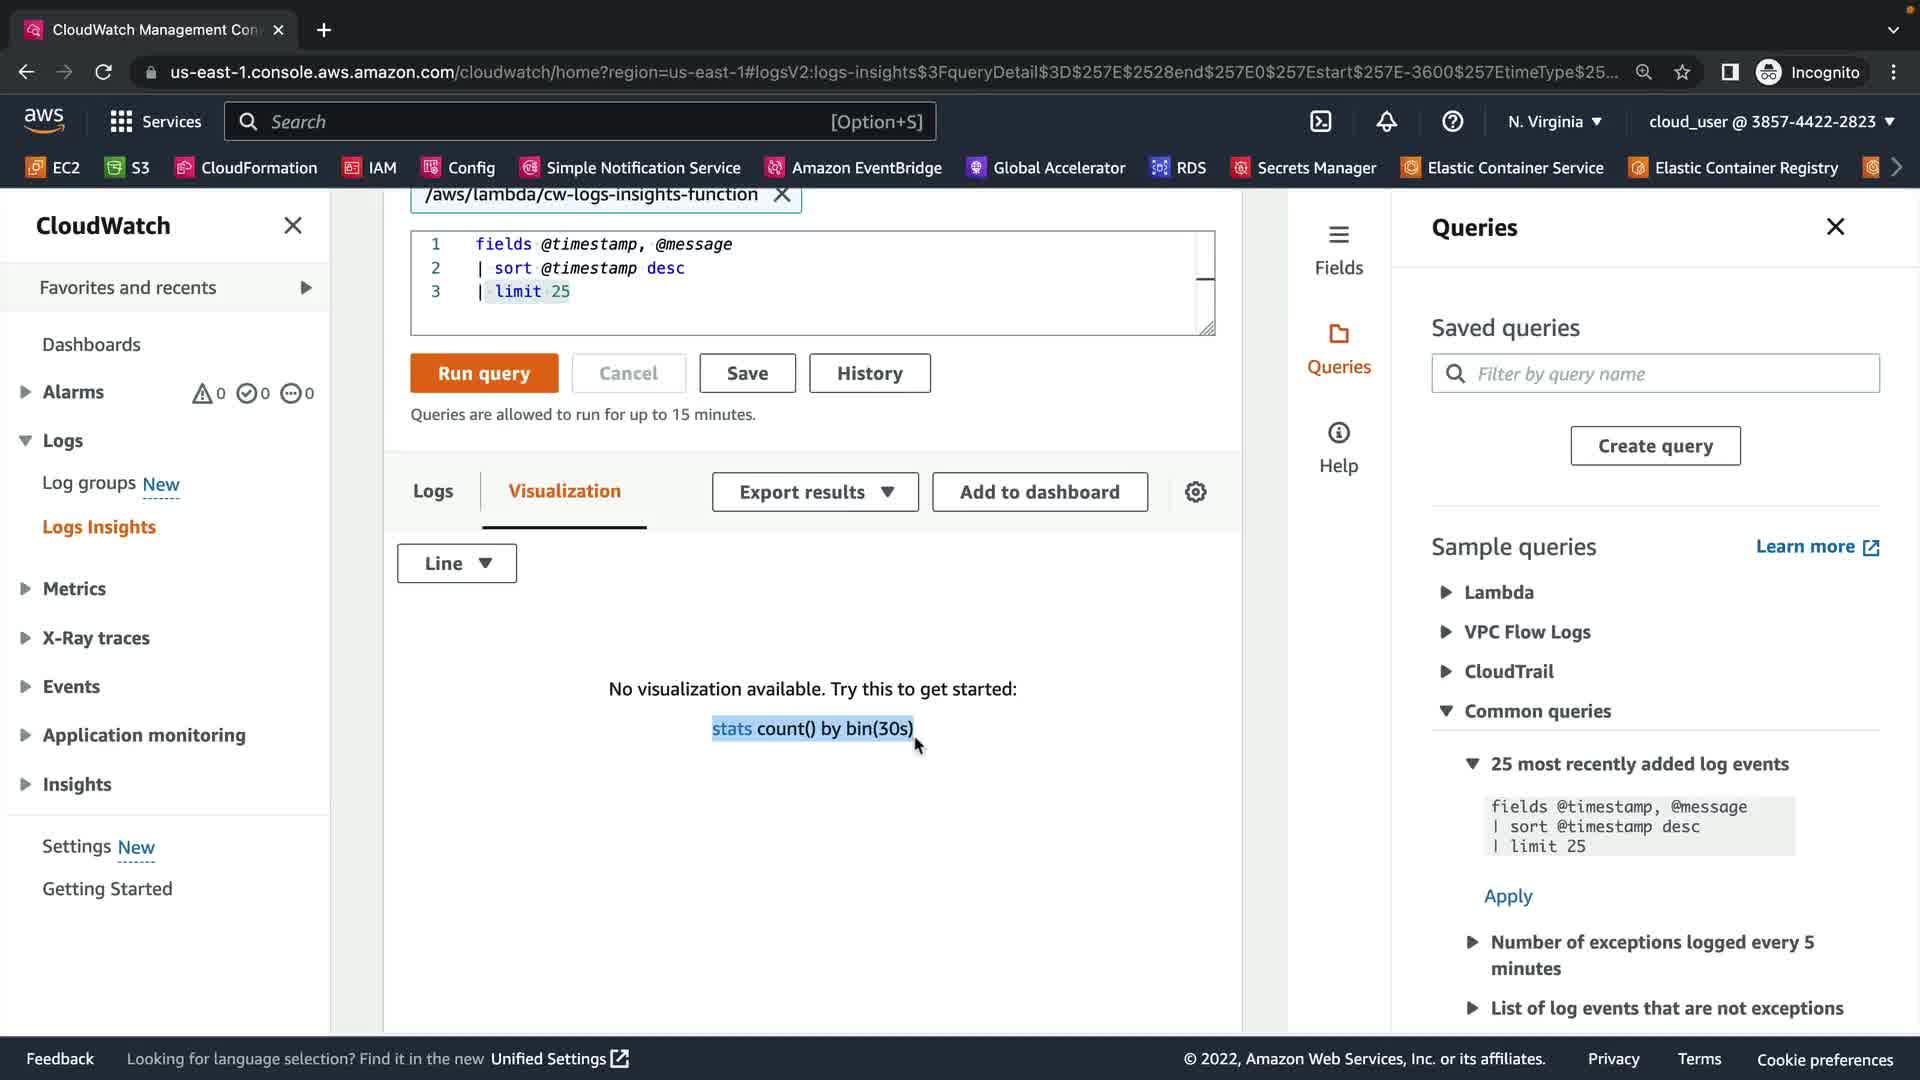 CloudWatch Management Con
us-east-1.console.aws.amazon.com/cloudwatch/home?region=us-east-1#logsV2:logs-insights$3FqueryDetail$3D$257E$2528end$257E0$257Estart$257E-3600$257EtimeType$25...
Incognito
aws
Services
Search
[Option+S]
N. Virginia
cloud_user @ 3857-4422-2823
EC2
S3
CloudFormation
IAM
Config
Simple Notification Service
Amazon EventBridge
Global Accelerator
RDS
Secrets Manager
Elastic Container Service
Elastic Container Registry
CloudWatch
Favorites and recents
Dashboards
Alarms 0 0 0
Logs
Log groups New
Logs Insights
Metrics
X-Ray traces
Events
Application monitoring
Insights
Settings New
Getting Started
/aws/lambda/cw-logs-insights-function
1 fields @timestamp, @message
2 | sort @timestamp desc
3 | limit 25
Run query
Cancel
Save
History
Queries are allowed to run for up to 15 minutes.
Logs
Visualization
Export results
Add to dashboard
Line
No visualization available. Try this to get started:
stats count() by bin(30s)
Fields
Queries
Help
Queries
Saved queries
Filter by query name
Create query
Sample queries
Learn more
Lambda
VPC Flow Logs
CloudTrail
Common queries
25 most recently added log events
fields @timestamp, @message
| sort @timestamp desc
| limit 25
Apply
Number of exceptions logged every 5
minutes
List of log events that are not exceptions
Feedback
Looking for language selection? Find it in the new Unified Settings
© 2022, Amazon Web Services, Inc. or its affiliates.
Privacy
Terms
Cookie preferences